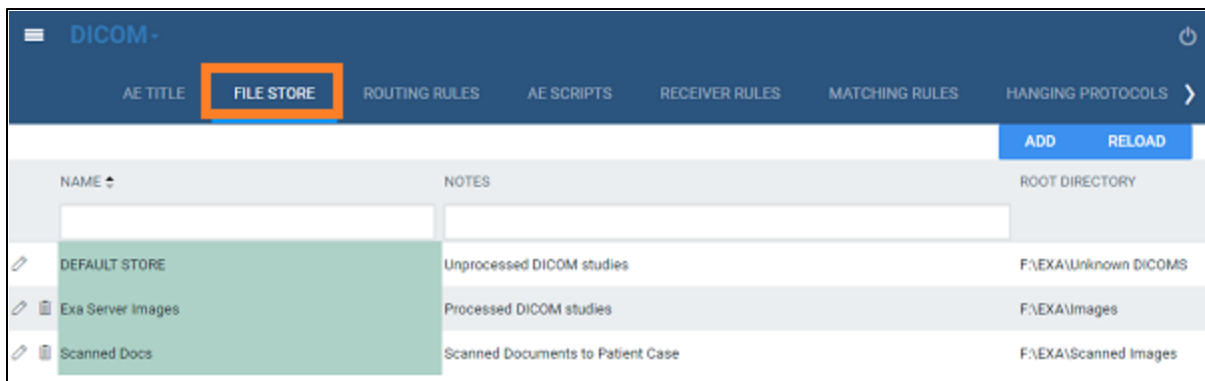 DICOM
AE TITLE FILE STORE ROUTING RULES AE SCRIPTS RECEIVER RULES MATCHING RULES HANGING PROTOCOLS
ADD RELOAD
NAME NOTES ROOT DIRECTORY
DEFAULT STORE Unprocessed DICOM studies F:\EXA\Unknown DICOMS
Exa Server Images Processed DICOM studies F:\EXA\Images
Scanned Docs Scanned Documents to Patient Case F:\EXA\Scanned Images